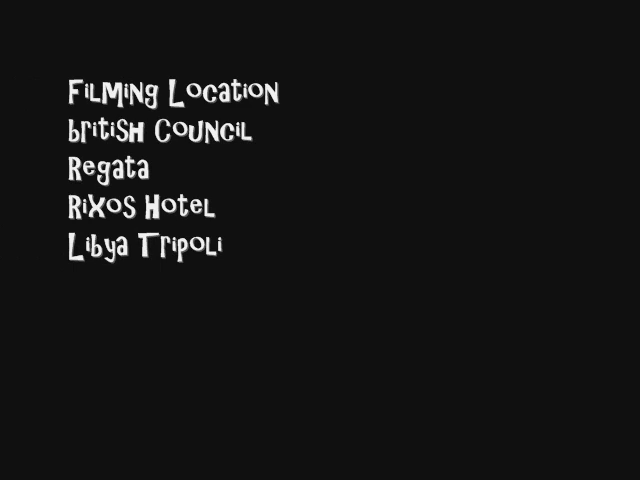 Filming Location
british Council
Regata
Rixos Hotel
Libya Tripoli